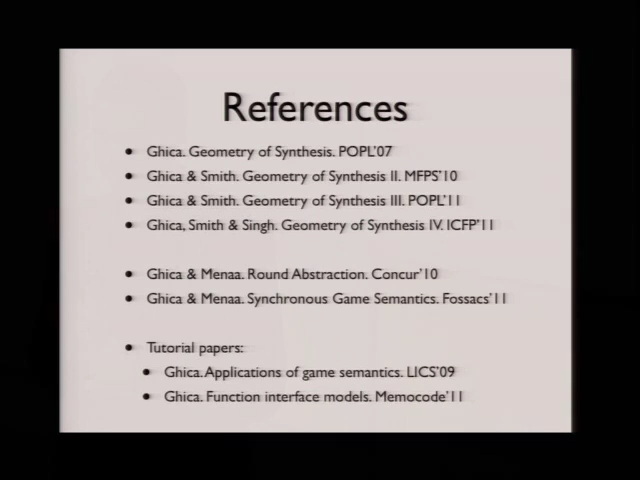 References
• Ghica. Geometry of Synthesis. POPL'07
• Ghica & Smith. Geometry of Synthesis II. MFPS'10
• Ghica & Smith. Geometry of Synthesis III. POPL'11
• Ghica, Smith & Singh. Geometry of Synthesis IV. ICFP'11
• Ghica & Menaa. Round Abstraction. Concur'10
• Ghica & Menaa. Synchronous Game Semantics. Fossacs'11
• Tutorial papers:
• Ghica. Applications of game semantics. LICS'09
• Ghica. Function interface models. Memocode'11